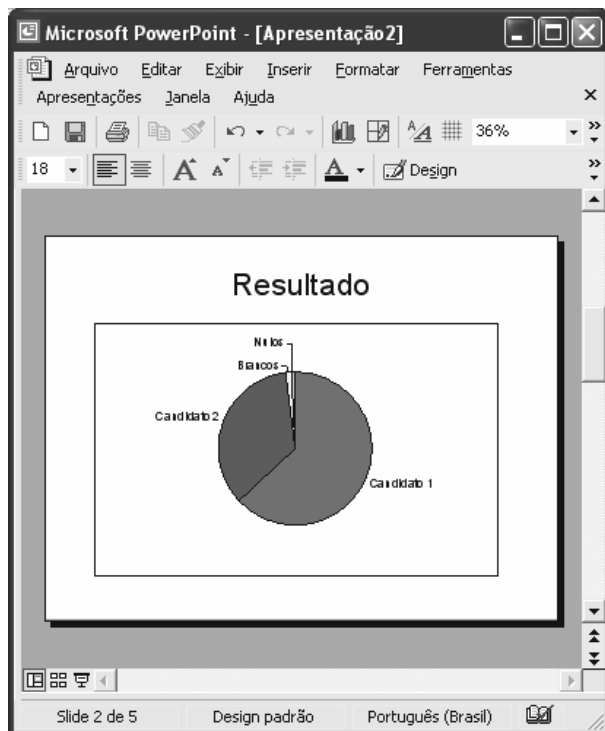 Microsoft PowerPoint - [Apresentação2]
Arquivo Editar Exibir Inserir Formatar Ferramentas
Apresentações Janela Ajuda
36%
18 Design
Resultado
Nulos
Brancos
Candidato 2
Candidato 1
Slide 2 de 5 Design padrão Português (Brasil)